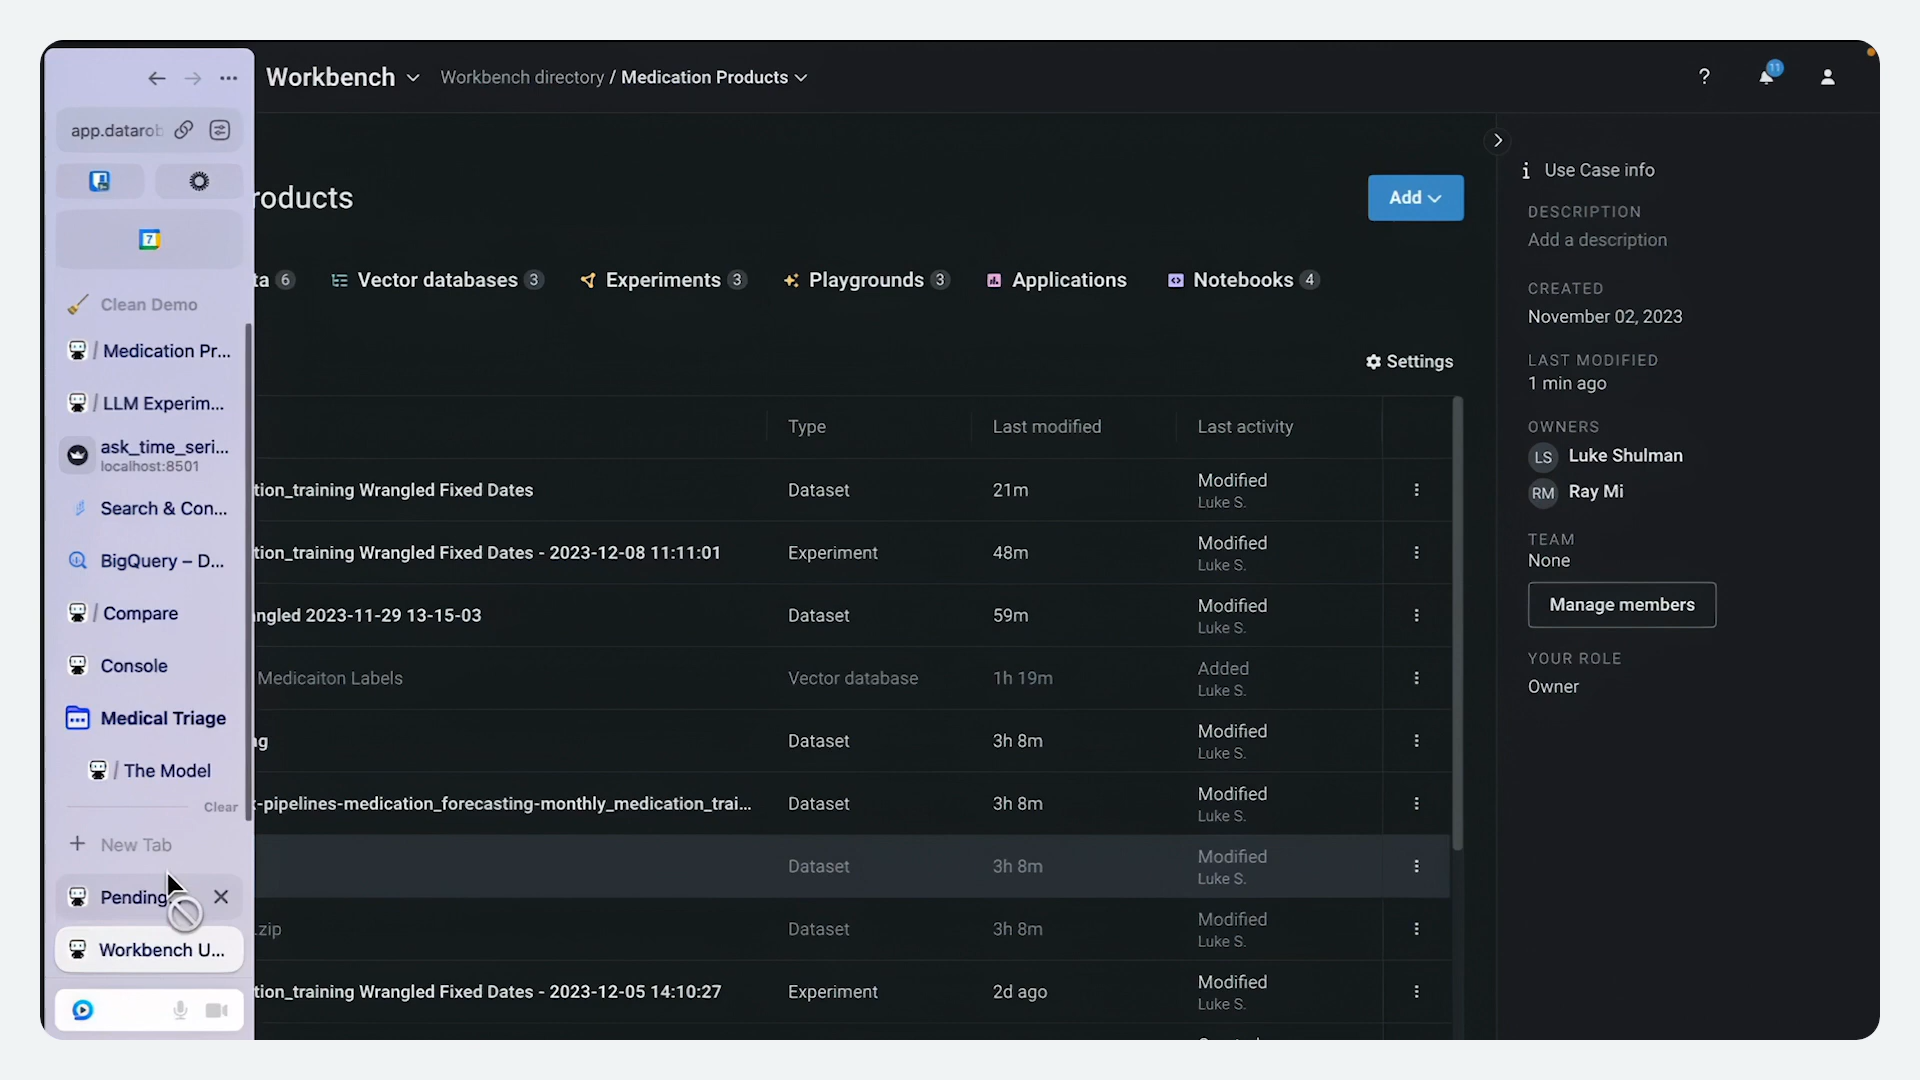 Workbench
Workbench directory / Medication Products
11
app.datarob
7
roducts
Add
ta 6
Vector databases 3
Experiments 3
Playgrounds 3
Applications
Notebooks 4
Settings
Clean Demo
/ Medication Pr...
/ LLM Experim...
ask_time_seri...
localhost:8501
Search & Con...
BigQuery – D...
/ Compare
Console
Medical Triage
/ The Model
Clear
+ New Tab
Pending
Workbench U...
Type
Last modified
Last activity
tion_training Wrangled Fixed Dates
Dataset
21m
Modified
Luke S.
tion_training Wrangled Fixed Dates - 2023-12-08 11:11:01
Experiment
48m
Modified
Luke S.
angled 2023-11-29 13-15-03
Dataset
59m
Modified
Luke S.
Medicaiton Labels
Vector database
1h 19m
Added
Luke S.
ng
Dataset
3h 8m
Modified
Luke S.
-pipelines-medication_forecasting-monthly_medication_trai...
Dataset
3h 8m
Modified
Luke S.
Dataset
3h 8m
Modified
Luke S.
.zip
Dataset
3h 8m
Modified
Luke S.
tion_training Wrangled Fixed Dates - 2023-12-05 14:10:27
Experiment
2d ago
Modified
Luke S.
Use Case info
DESCRIPTION
Add a description
CREATED
November 02, 2023
LAST MODIFIED
1 min ago
OWNERS
LS Luke Shulman
RM Ray Mi
TEAM
None
Manage members
YOUR ROLE
Owner